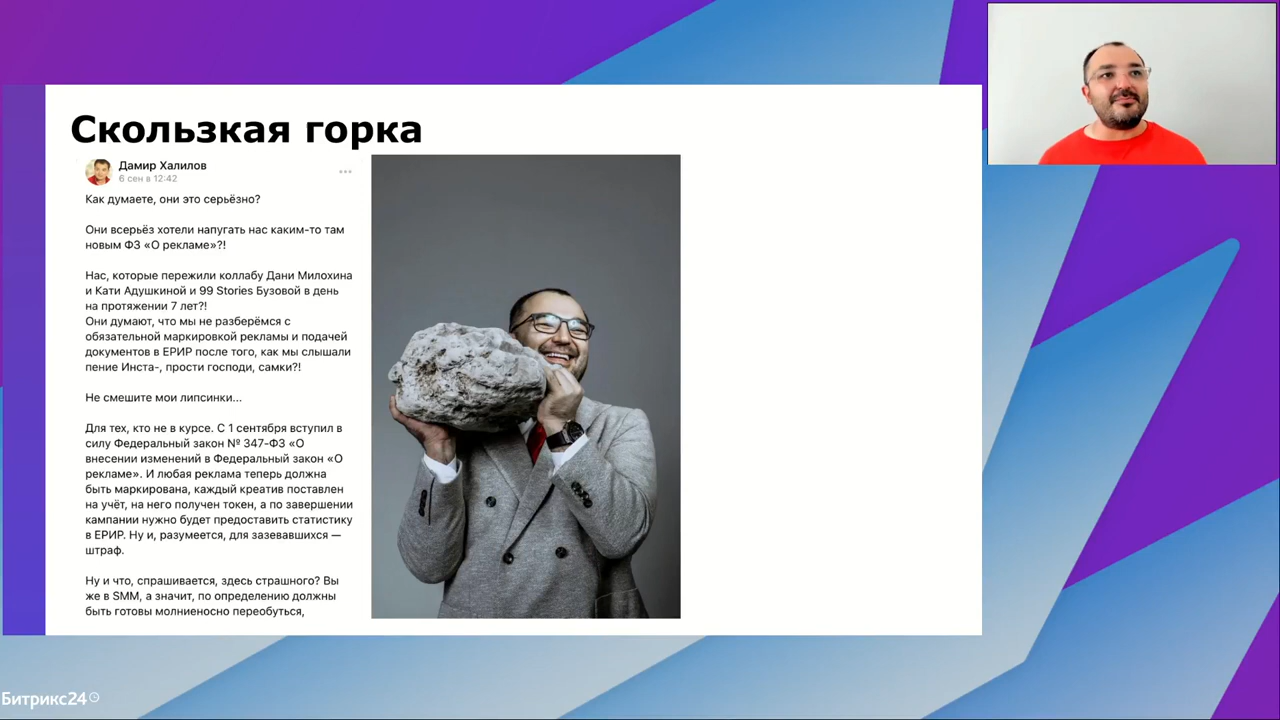 Скользкая горка
Дамир Халилов
6 сен в 12:42
Как думаете, они это серьёзно?
Они всерьёз хотели напугать нас каким-то там
новым ФЗ «О рекламе»?!
Нас, которые пережили коллабу Дани Милохина
и Кати Адушкиной и 99 Stories Бузовой в день
на протяжении 7 лет?!
Они думают, что мы не разберёмся с
обязательной маркировкой рекламы и подачей
документов в ЕРИР после того, как мы слышали
пение Инста-, прости господи, самки?!
Не смешите мои липсинки...
Для тех, кто не в курсе. С 1 сентября вступил в
силу Федеральный закон № 347-ФЗ «О
внесении изменений в Федеральный закон «О
рекламе». И любая реклама теперь должна
быть маркирована, каждый креатив поставлен
на учёт, на него получен токен, а по завершении
кампании нужно будет предоставить статистику
в ЕРИР. Ну и, разумеется, для зазевавшихся —
штраф.
Ну и что, спрашивается, здесь страшного? Вы
же в SMM, а значит, по определению должны
быть готовы молниеносно переобуться,
Битрикс24